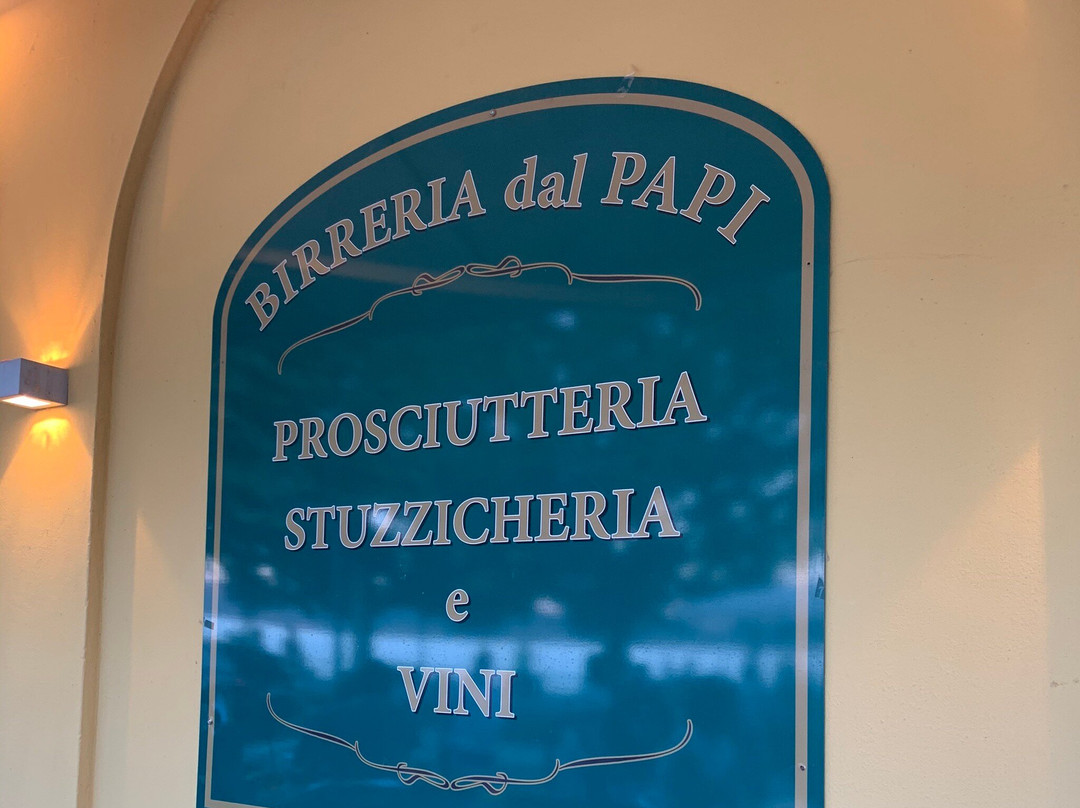 BIRRERIA dal PAPI
PROSCIUTTERIA
STUZZICHERIA
e
VINI